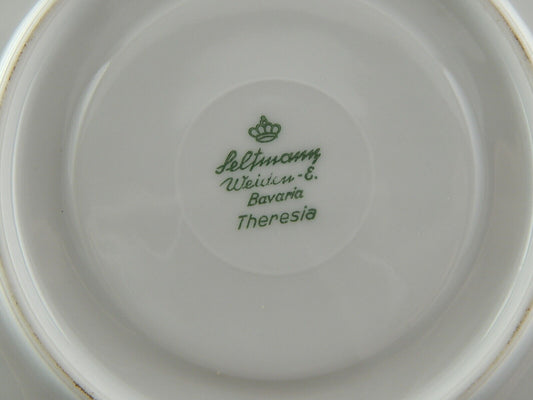 Seltmann
Weiden-E.
Bavaria
Theresia